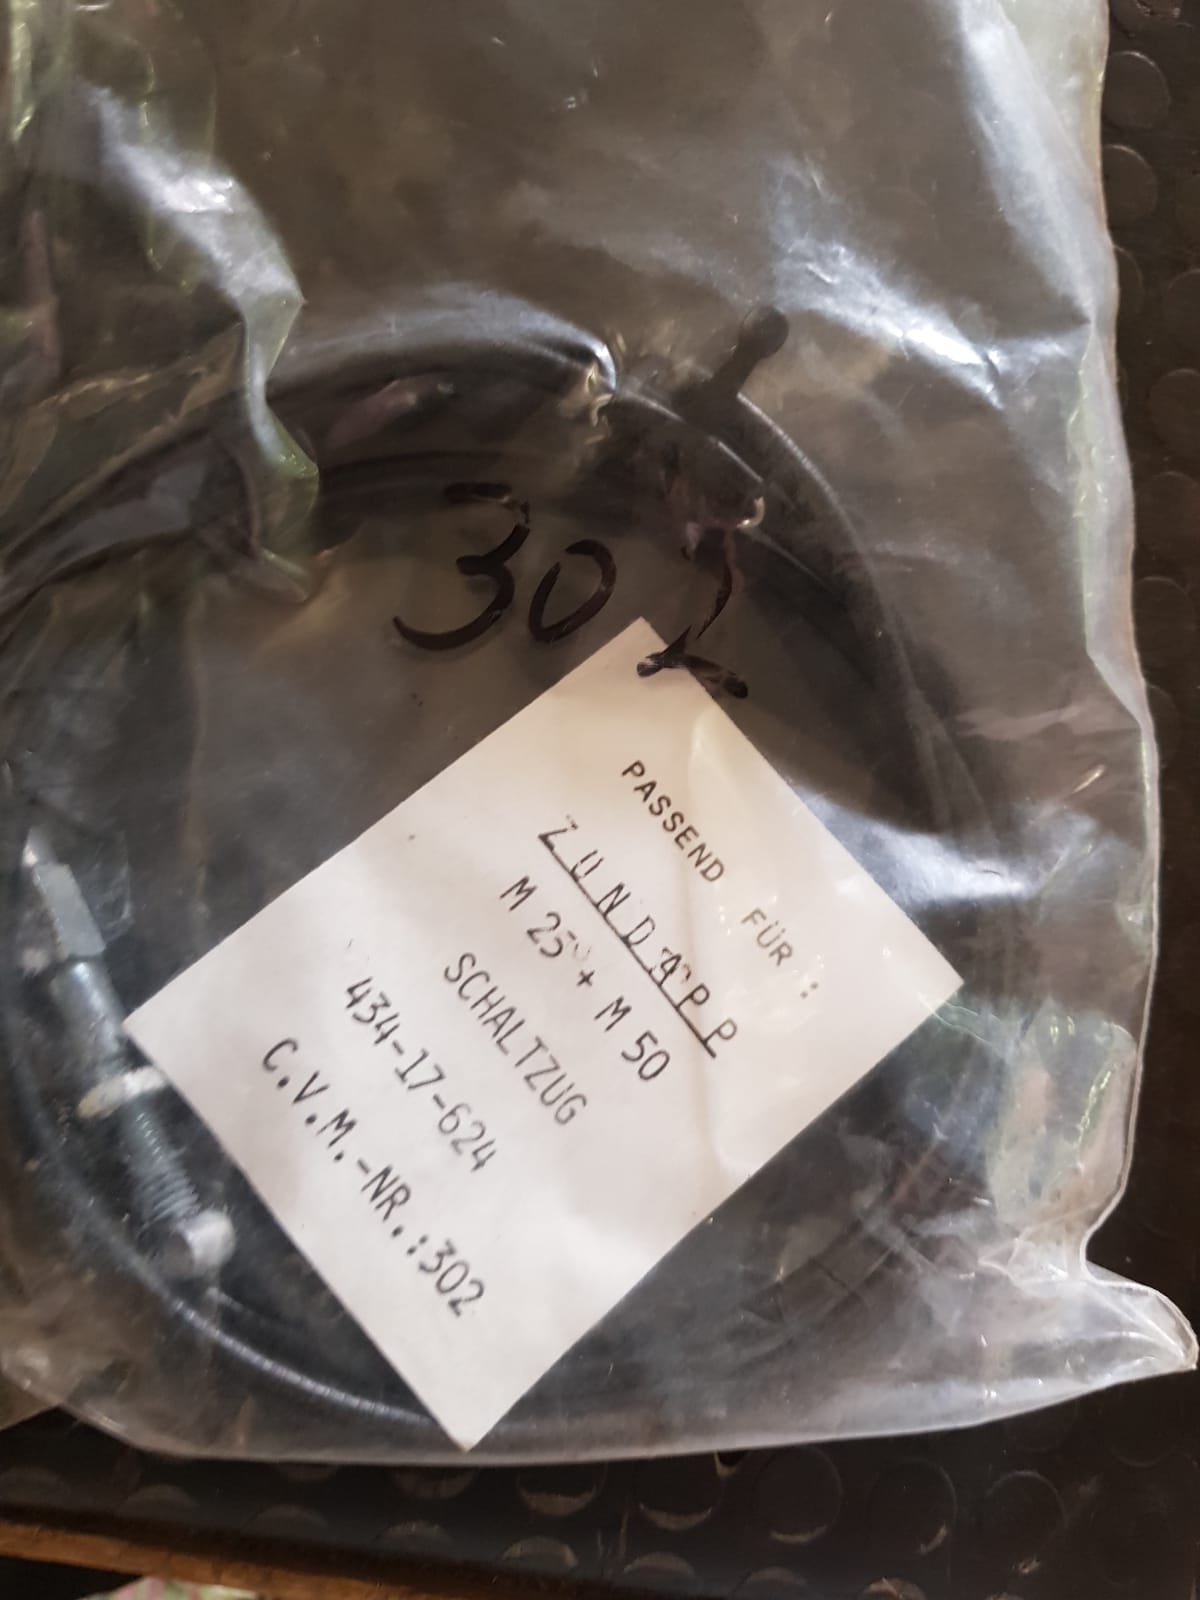 302
PASSEND FÜR :
ZÜNDAPP
M 25 + M 50
SCHALTZUG
434-17-624
C.V.M.-NR.:302